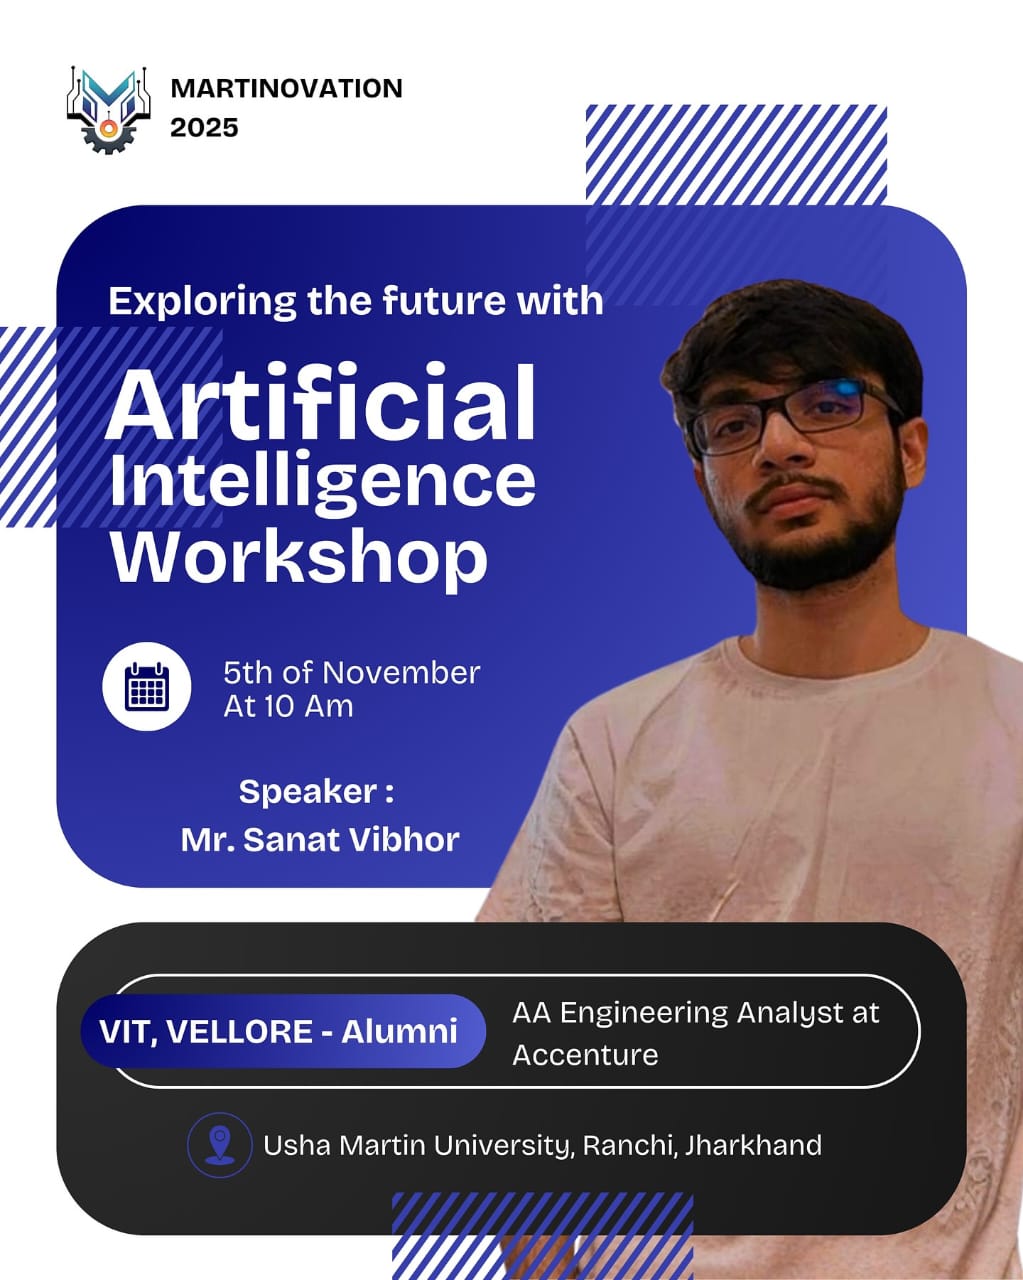 MARTINOVATION
2025
Exploring the future with
Artificial
Intelligence
Workshop
5th of November
At 10 Am
Speaker :
Mr. Sanat Vibhor
VIT, VELLORE - Alumni
AA Engineering Analyst at
Accenture
Usha Martin University, Ranchi, Jharkhand